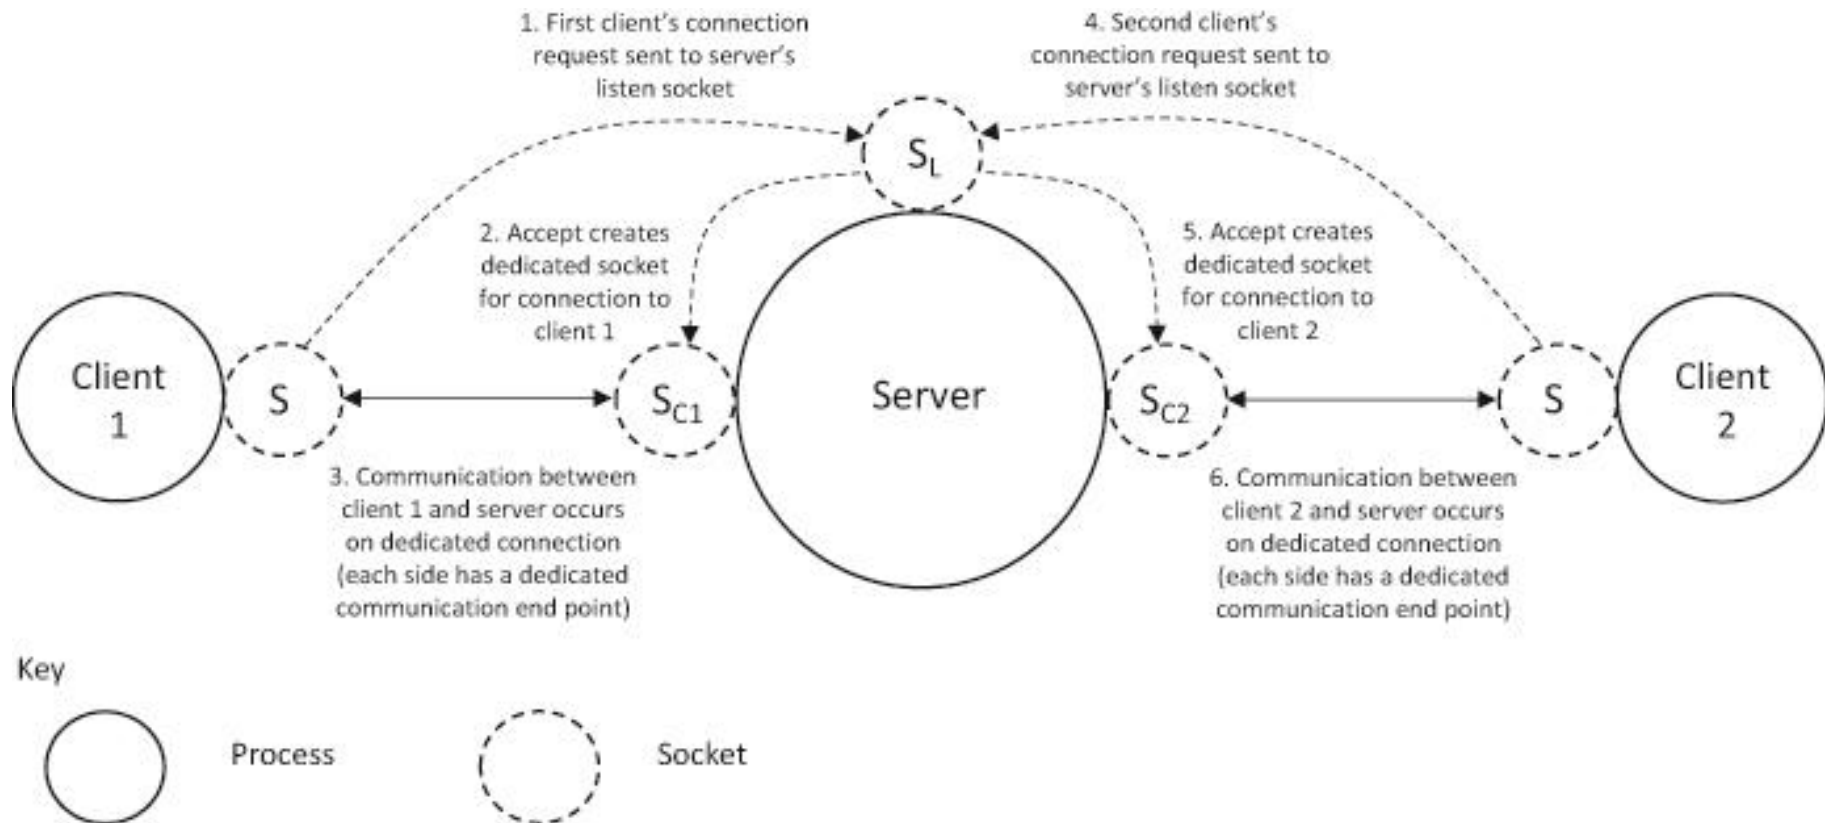 1. First client’s connection
request sent to server’s
listen socket
4. Second client’s
connection request sent to
server’s listen socket
S_L
2. Accept creates
dedicated socket
for connection to
client 1
5. Accept creates
dedicated socket
for connection to
client 2
Client
1
S
S_C1
Server
S_C2
S
Client
2
3. Communication between
client 1 and server occurs
on dedicated connection
(each side has a dedicated
communication end point)
6. Communication between
client 2 and server occurs
on dedicated connection
(each side has a dedicated
communication end point)
Key
Process
Socket